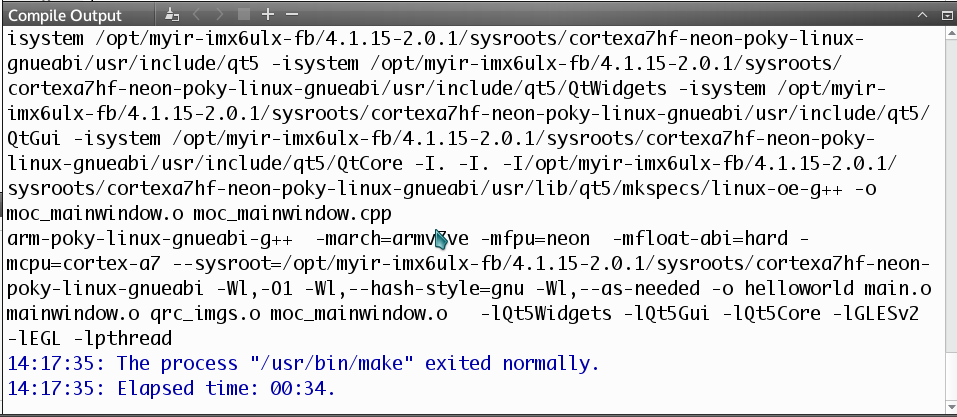 Compile Output
isystem /opt/myir-imx6ulx-fb/4.1.15-2.0.1/sysroots/cortexa7hf-neon-poky-linux-
gnueabi/usr/include/qt5 -isystem /opt/myir-imx6ulx-fb/4.1.15-2.0.1/sysroots/
cortexa7hf-neon-poky-linux-gnueabi/usr/include/qt5/QtWidgets -isystem /opt/myir-
imx6ulx-fb/4.1.15-2.0.1/sysroots/cortexa7hf-neon-poky-linux-gnueabi/usr/include/qt5/
QtGui -isystem /opt/myir-imx6ulx-fb/4.1.15-2.0.1/sysroots/cortexa7hf-neon-poky-
linux-gnueabi/usr/include/qt5/QtCore -I. -I. -I/opt/myir-imx6ulx-fb/4.1.15-2.0.1/
sysroots/cortexa7hf-neon-poky-linux-gnueabi/usr/lib/qt5/mkspecs/linux-oe-g++ -o
moc_mainwindow.o moc_mainwindow.cpp
arm-poky-linux-gnueabi-g++  -march=armv7ve -mfpu=neon  -mfloat-abi=hard -
mcpu=cortex-a7 --sysroot=/opt/myir-imx6ulx-fb/4.1.15-2.0.1/sysroots/cortexa7hf-neon-
poky-linux-gnueabi -Wl,-O1 -Wl,--hash-style=gnu -Wl,--as-needed -o helloworld main.o
mainwindow.o qrc_imgs.o moc_mainwindow.o   -lQt5Widgets -lQt5Gui -lQt5Core -lGLESv2
-lEGL -lpthread
14:17:35: The process "/usr/bin/make" exited normally.
14:17:35: Elapsed time: 00:34.